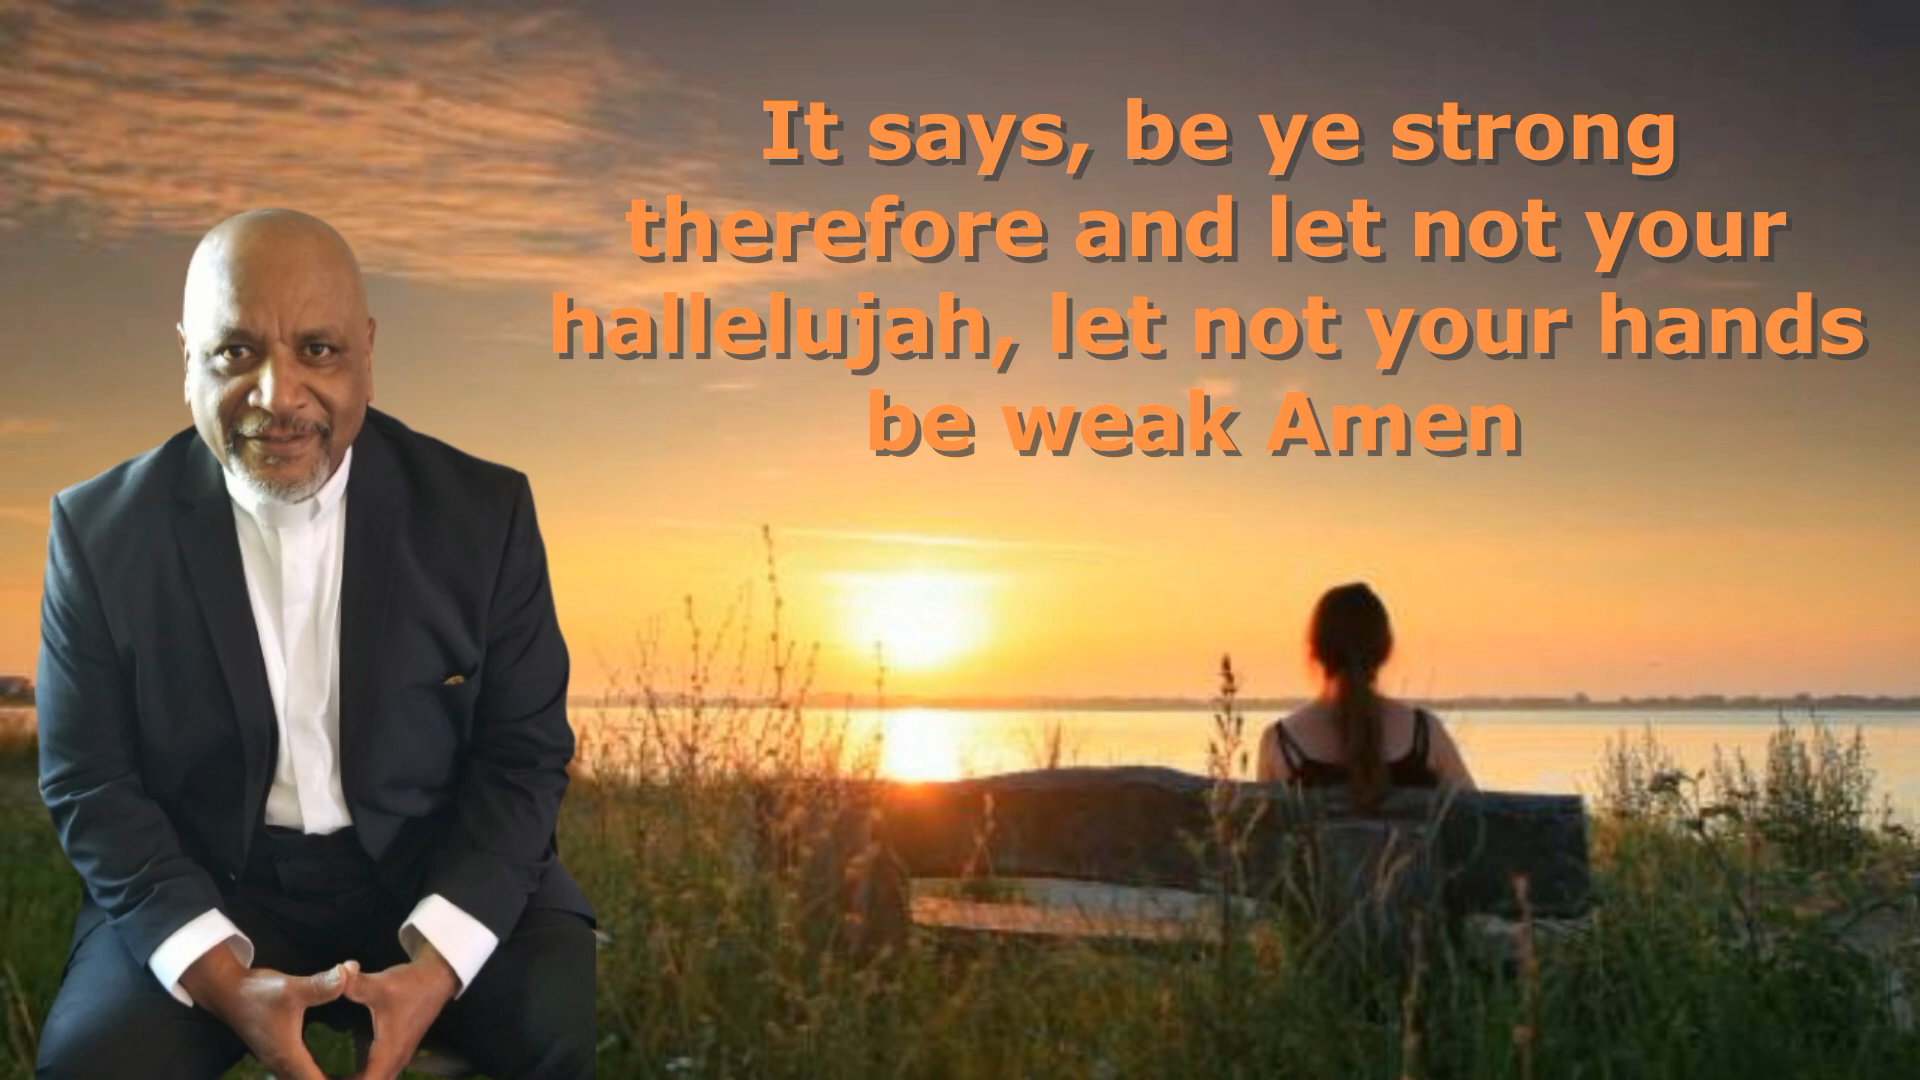 It says, be ye strong
therefore and let not your
hallelujah, let not your hands
be weak Amen